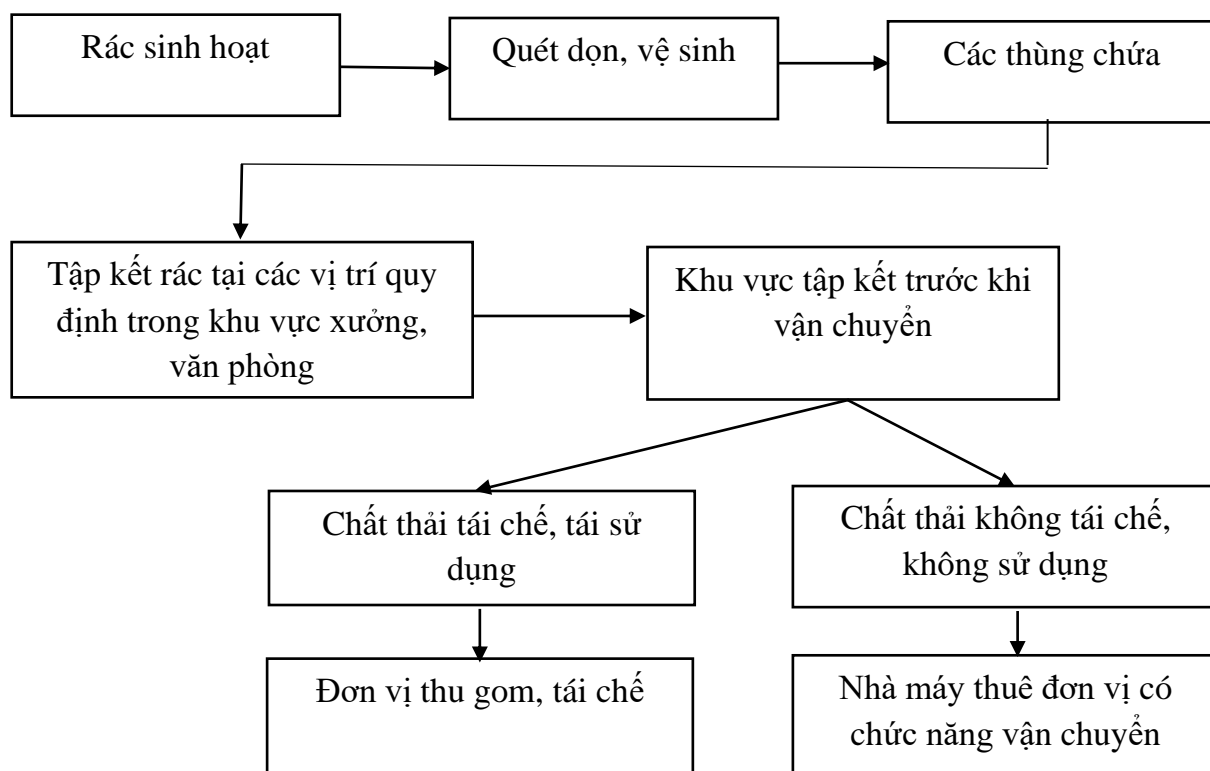 Rác sinh hoạt
Quét dọn, vệ sinh
Các thùng chứa
Tập kết rác tại các vị trí quy
định trong khu vực xưởng,
văn phòng
Khu vực tập kết trước khi
vận chuyển
Chất thải tái chế, tái sử
dụng
Chất thải không tái chế,
không sử dụng
Đơn vị thu gom, tái chế
Nhà máy thuê đơn vị có
chức năng vận chuyển